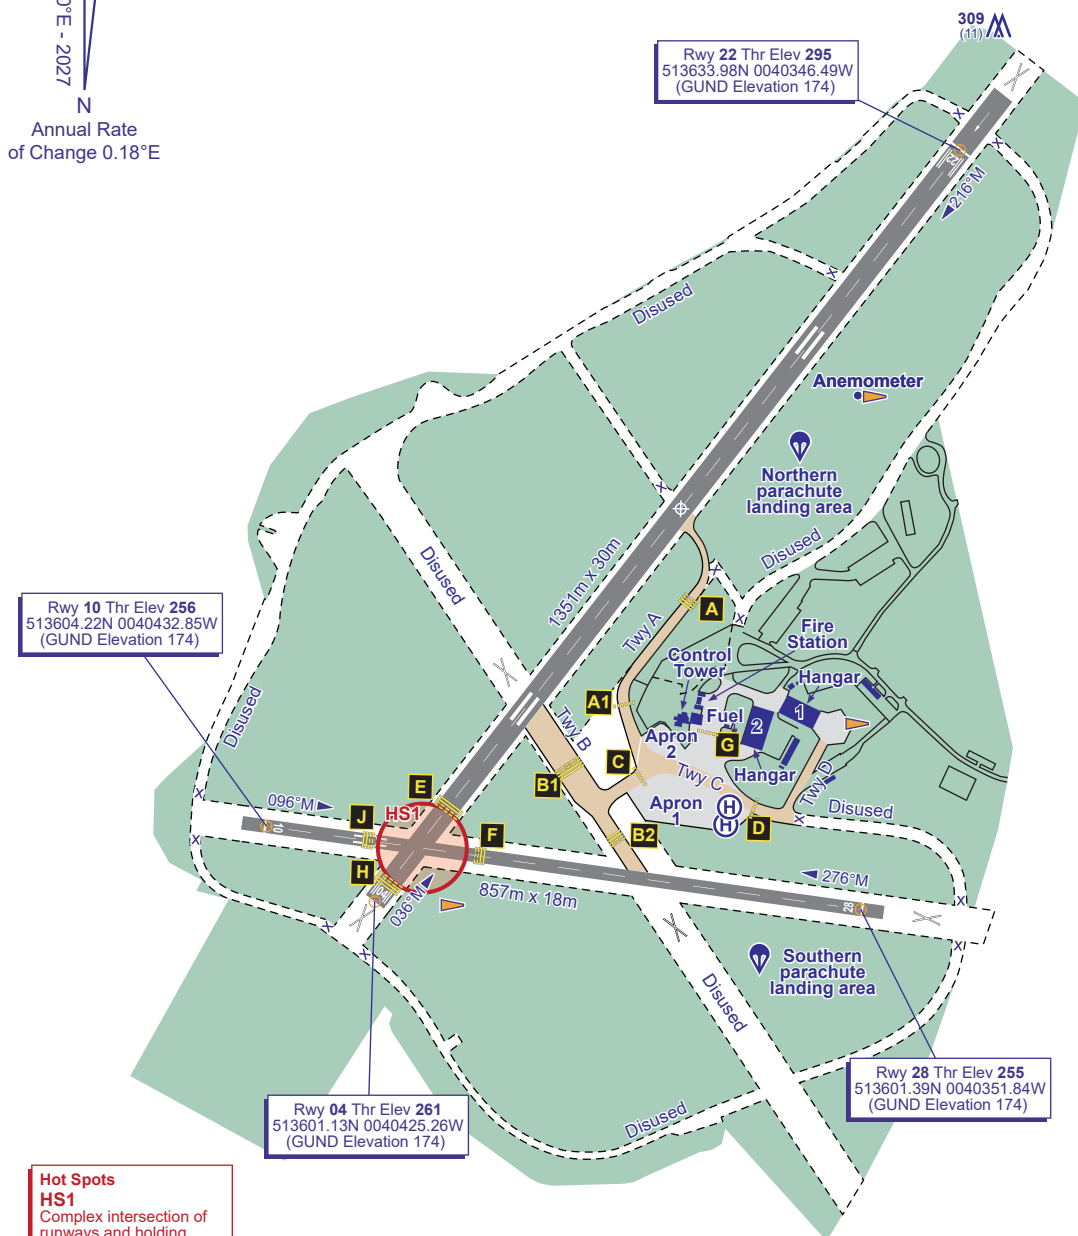 0°E - 2027
N
Annual Rate
of Change 0.18°E
309
(11)
Rwy 22 Thr Elev 295
513633.98N 0040346.49W
(GUND Elevation 174)
22
216°M
Disused
Anemometer
Northern
parachute
landing area
Disused
Disused
1351m x 30m
A
Twy A
Fire
Station
Control
Tower
Hangar
Rwy 10 Thr Elev 256
513604.22N 0040432.85W
(GUND Elevation 174)
A1
Fuel
1
2
Apron
2
G
Disused
Twy B
C
Twy C
Hangar
Twy D
B1
Apron
1
H
H
D
Disused
E
HS1
096°M
10
J
F
B2
H
04
036°M
857m x 18m
276°M
28
Southern
parachute
landing area
Disused
Rwy 28 Thr Elev 255
513601.39N 0040351.84W
(GUND Elevation 174)
Rwy 04 Thr Elev 261
513601.13N 0040425.26W
(GUND Elevation 174)
Disused
Hot Spots
HS1
Complex intersection of
runways and holding